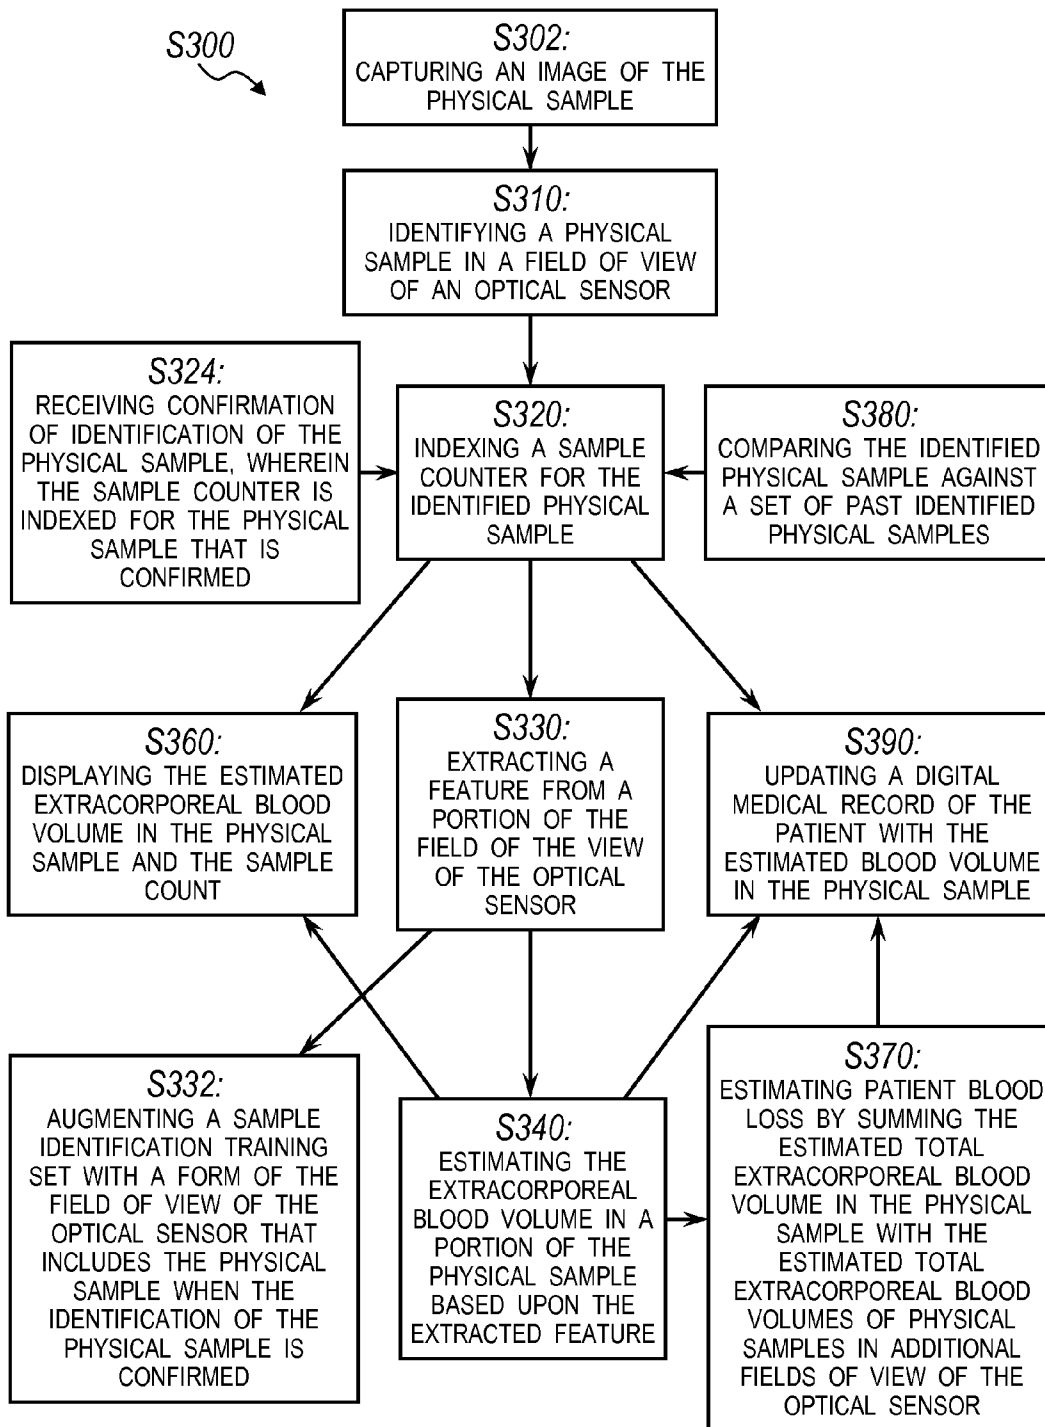 S300
S302:
CAPTURING AN IMAGE OF THE
PHYSICAL SAMPLE
S310:
IDENTIFYING A PHYSICAL
SAMPLE IN A FIELD OF VIEW
OF AN OPTICAL SENSOR
S324:
RECEIVING CONFIRMATION
OF IDENTIFICATION OF THE
PHYSICAL SAMPLE, WHEREIN
THE SAMPLE COUNTER IS
INDEXED FOR THE PHYSICAL
SAMPLE THAT IS
CONFIRMED
S320:
INDEXING A SAMPLE
COUNTER FOR THE
IDENTIFIED PHYSICAL
SAMPLE
S380:
COMPARING THE IDENTIFIED
PHYSICAL SAMPLE AGAINST
A SET OF PAST IDENTIFIED
PHYSICAL SAMPLES
S360:
DISPLAYING THE ESTIMATED
EXTRACORPOREAL BLOOD
VOLUME IN THE PHYSICAL
SAMPLE AND THE SAMPLE
COUNT
S330:
EXTRACTING A
FEATURE FROM A
PORTION OF THE
FIELD OF THE VIEW
OF THE OPTICAL
SENSOR
S390:
UPDATING A DIGITAL
MEDICAL RECORD OF THE
PATIENT WITH THE
ESTIMATED BLOOD VOLUME
IN THE PHYSICAL SAMPLE
S332:
AUGMENTING A SAMPLE
IDENTIFICATION TRAINING
SET WITH A FORM OF THE
FIELD OF VIEW OF THE
OPTICAL SENSOR THAT
INCLUDES THE PHYSICAL
SAMPLE WHEN THE
IDENTIFICATION OF THE
PHYSICAL SAMPLE IS
CONFIRMED
S340:
ESTIMATING THE
EXTRACORPOREAL
BLOOD VOLUME IN A
PORTION OF THE
PHYSICAL SAMPLE
BASED UPON THE
EXTRACTED FEATURE
S370:
ESTIMATING PATIENT BLOOD
LOSS BY SUMMING THE
ESTIMATED TOTAL
EXTRACORPOREAL BLOOD
VOLUME IN THE PHYSICAL
SAMPLE WITH THE
ESTIMATED TOTAL
EXTRACORPOREAL BLOOD
VOLUMES OF PHYSICAL
SAMPLES IN ADDITIONAL
FIELDS OF VIEW OF THE
OPTICAL SENSOR